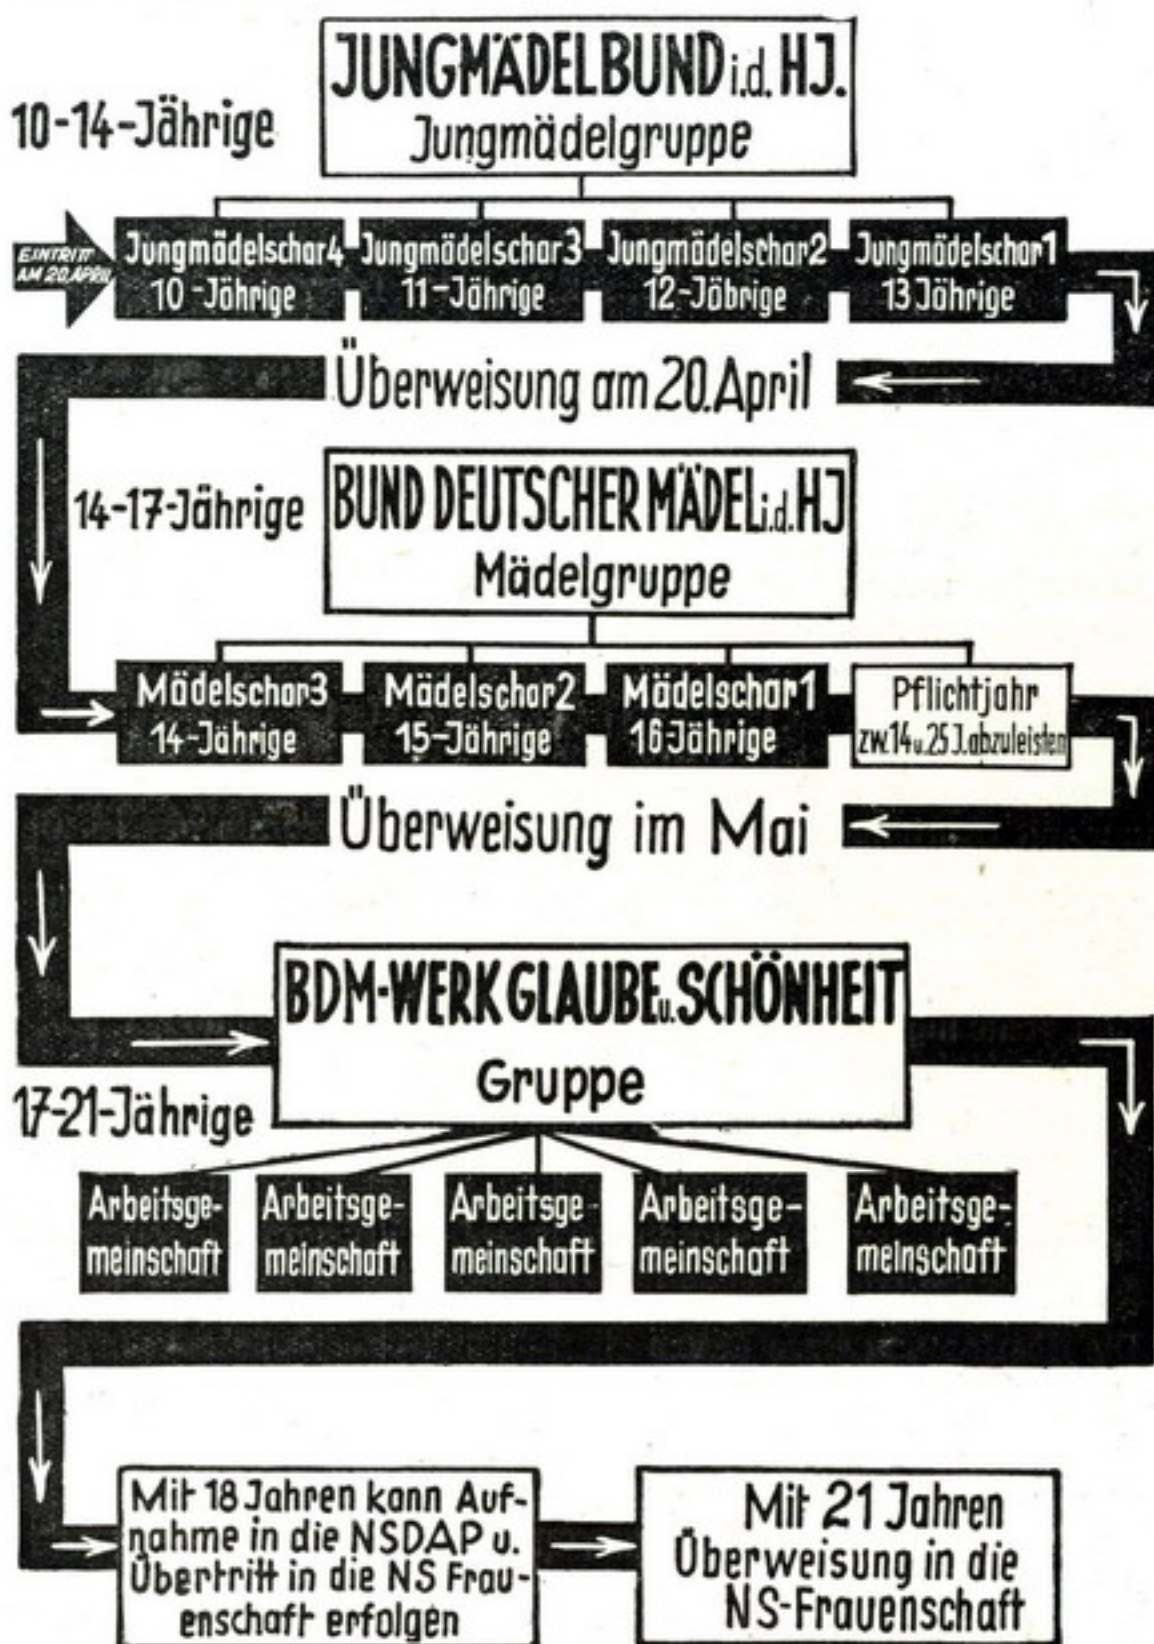 JUNGMÄDELBUND i.d. HJ.
Jungmädelgruppe
10-14-Jährige
EINTRITT
AM 20. APRIL
Jungmädelschar 4
10-Jährige
Jungmädelschar 3
11-Jährige
Jungmädelschar 2
12-Jäbrige
Jungmädelschar 1
13 Jährige
Überweisung am 20. April
14-17-Jährige
BUND DEUTSCHER MÄDEL i.d. HJ
Mädelgruppe
Mädelschar 3
14-Jährige
Mädelschar 2
15-Jährige
Mädelschar 1
16-Jährige
Pflichtjahr
zw. 14 u. 25 J. abzuleisten
Überweisung im Mai
BDM-WERK GLAUBE u. SCHÖNHEIT
Gruppe
17-21-Jährige
Arbeitsge-
meinschaft
Arbeitsge-
meinschaft
Arbeitsge-
meinschaft
Arbeitsge-
meinschaft
Arbeitsge-
meinschaft
Mit 18 Jahren kann Auf-
nahme in die NSDAP u.
Übertritt in die NS Frau-
enschaft erfolgen
Mit 21 Jahren
Überweisung in die
NS-Frauenschaft